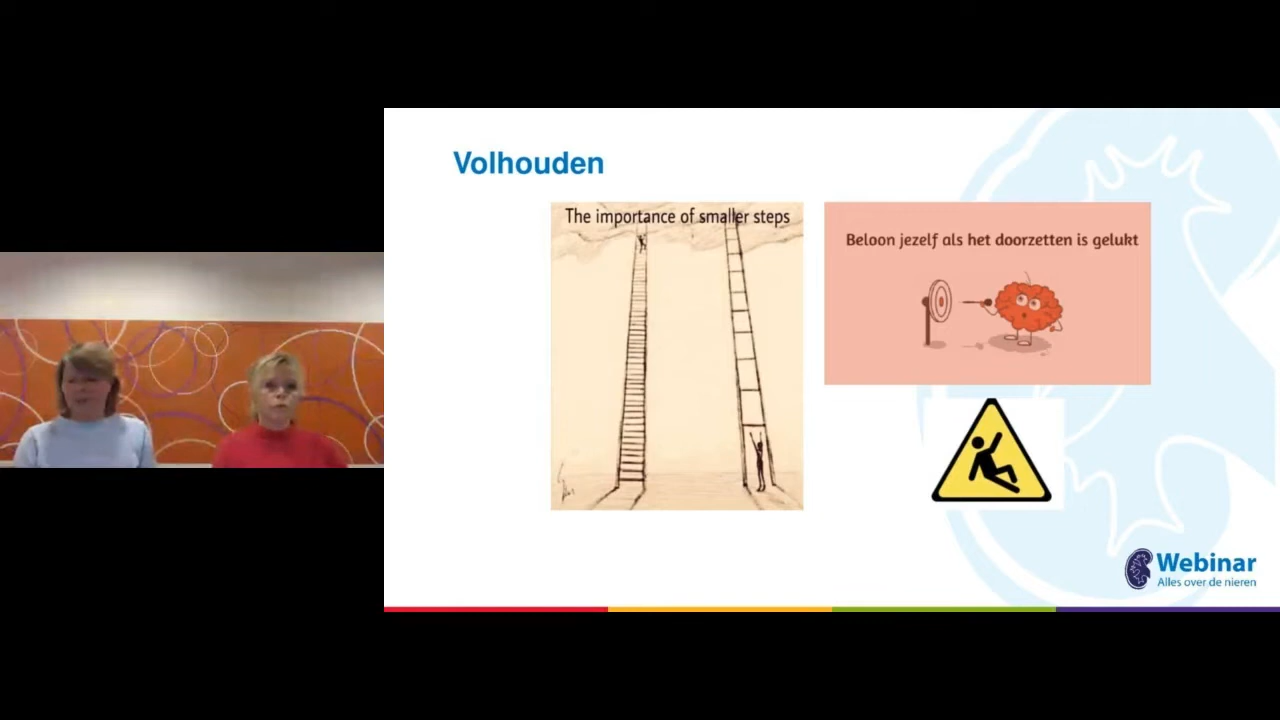 Volhouden
The importance of smaller steps
Beloon jezelf als het doorzetten is gelukt
Webinar
Alles over de nieren